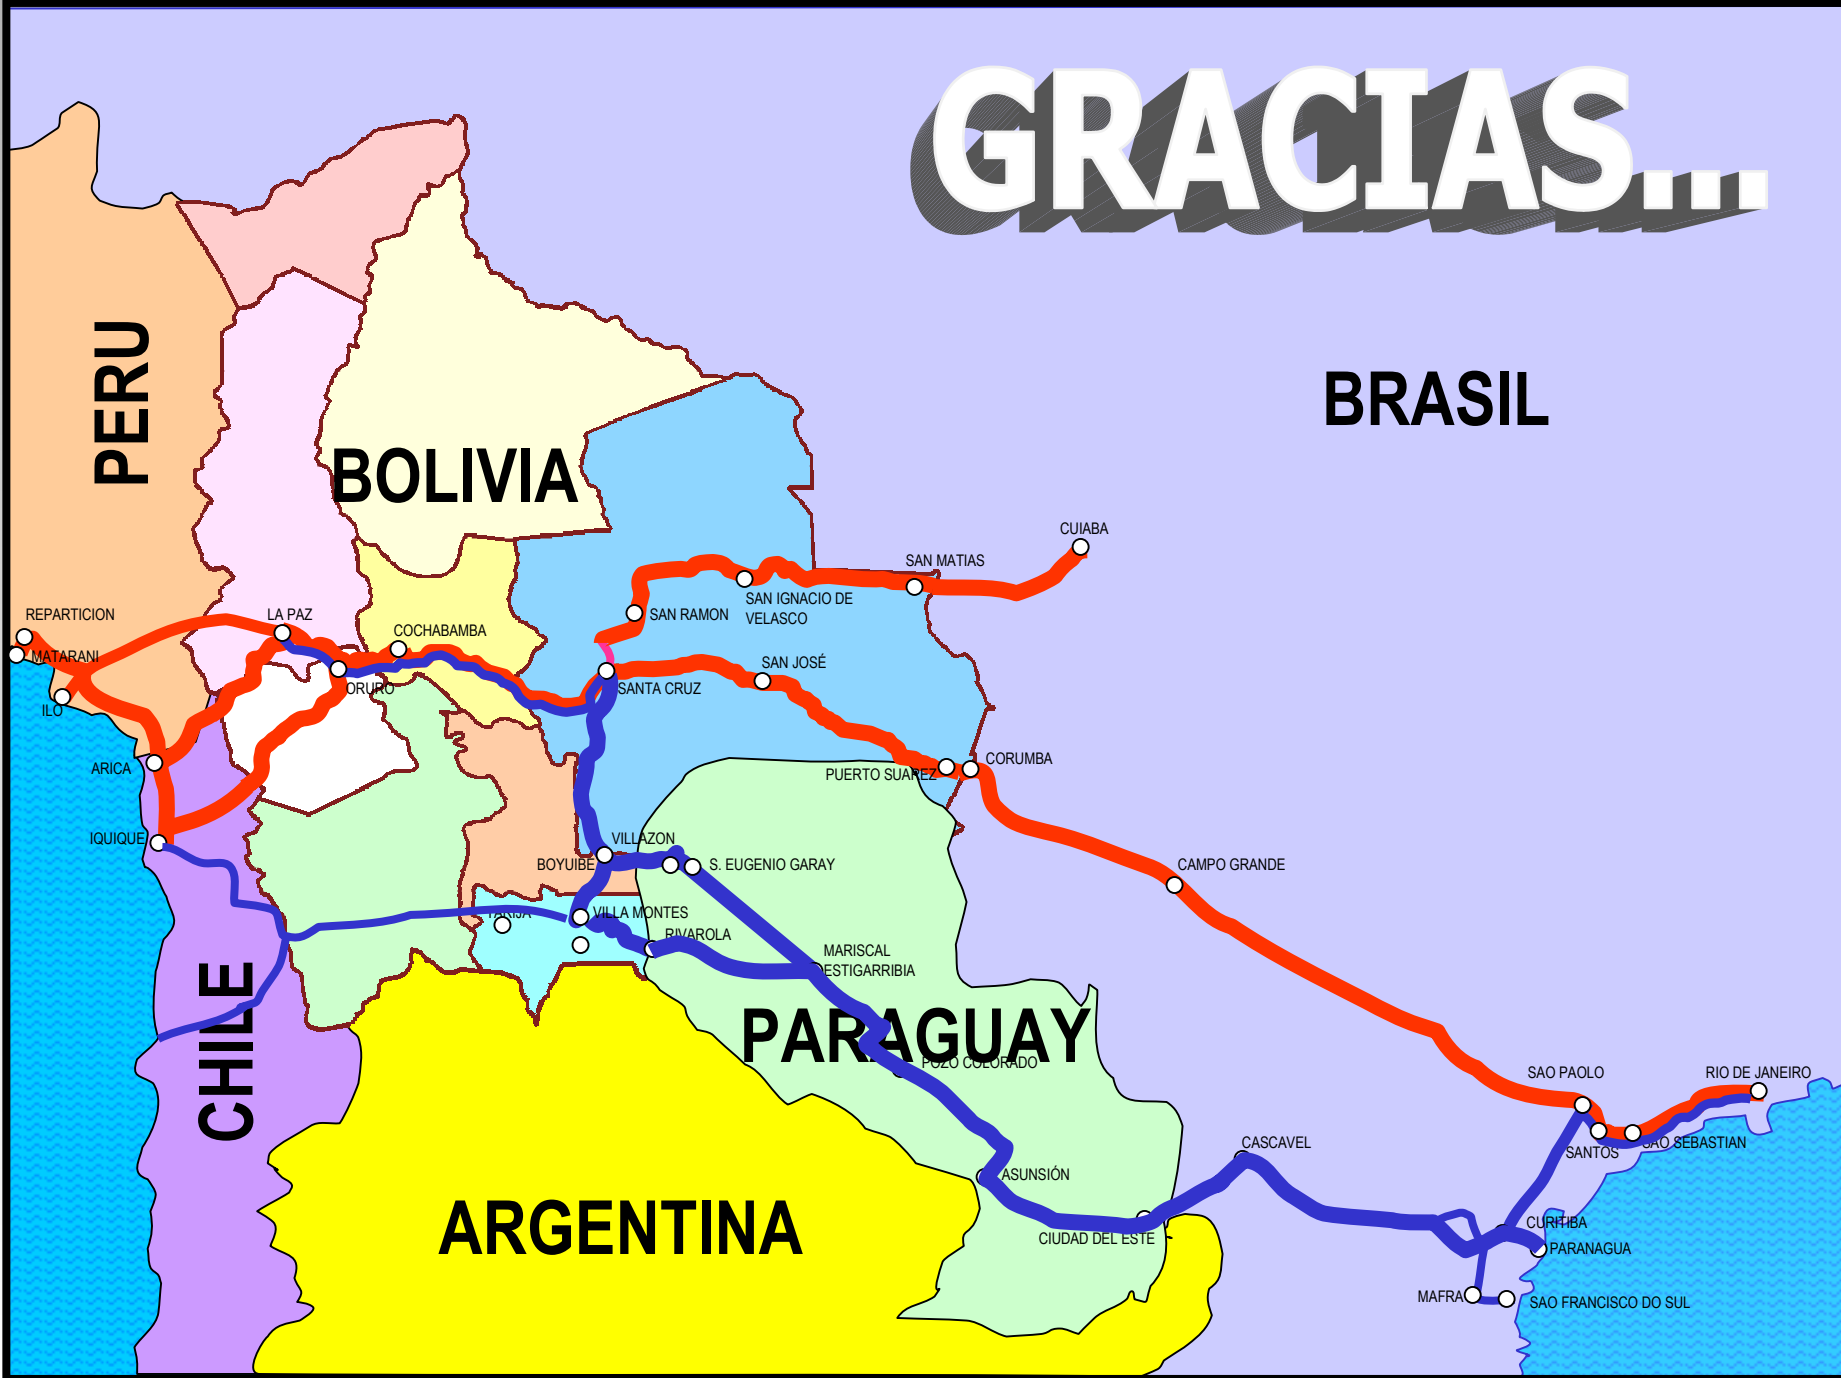 GRACIAS...
PERU
BRASIL
BOLIVIA
CUIABA
SAN MATIAS
SAN IGNACIO DE
VELASCO
SAN RAMON
REPARTICION
LA PAZ
COCHABAMBA
MATARANI
SAN JOSÉ
ORURO
SANTA CRUZ
ILO
ARICA
PUERTO SUAREZ
CORUMBA
IQUIQUE
VILLAZON
BOYUIBE
S. EUGENIO GARAY
CAMPO GRANDE
TARIJA
VILLA MONTES
RIVAROLA
MARISCAL
ESTIGARRIBIA
CHILE
PARAGUAY
POZO COLORADO
SAO PAOLO
RIO DE JANEIRO
SANTOS
SAO SEBASTIAN
CASCAVEL
ASUNSIÓN
ARGENTINA
CIUDAD DEL ESTE
CURITIBA
PARANAGUA
MAFRA
SAO FRANCISCO DO SUL